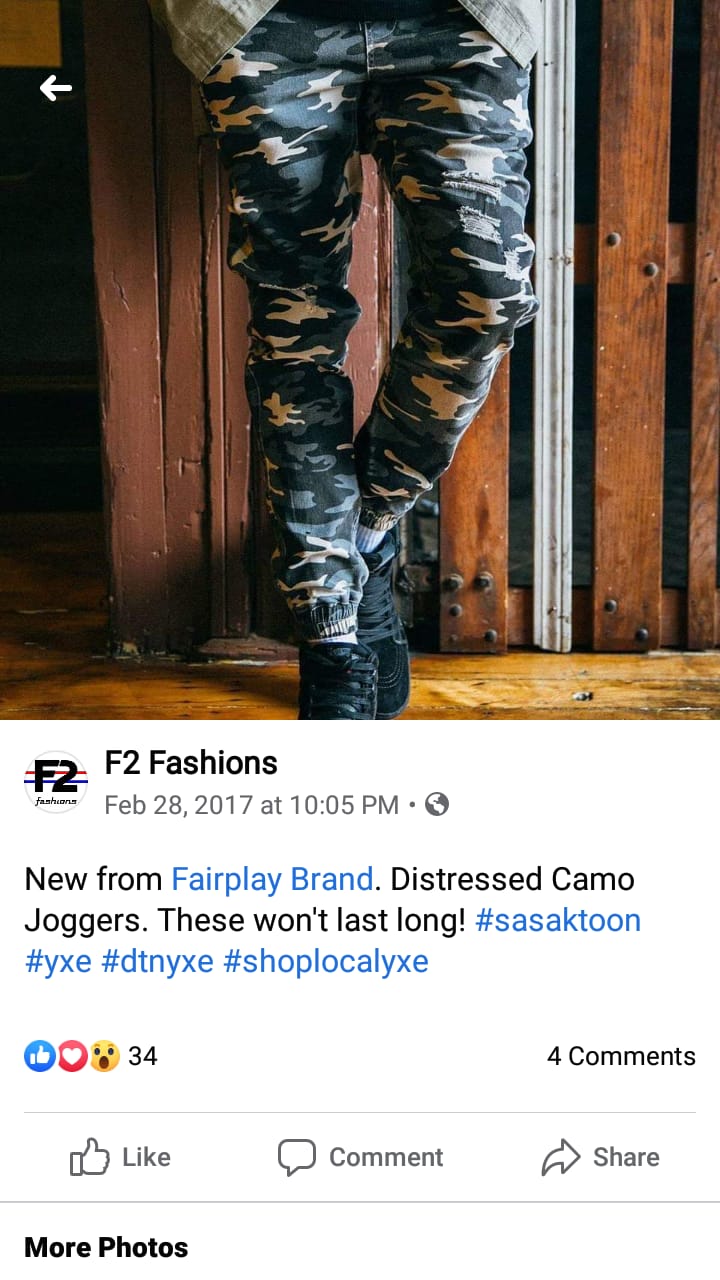 F2 Fashions
F2
fashions
Feb 28, 2017 at 10:05 PM •
New from Fairplay Brand. Distressed Camo
Joggers. These won't last long! #sasaktoon
#yxe #dtnyxe #shoplocalyxe
34
4 Comments
Like
Comment
Share
More Photos